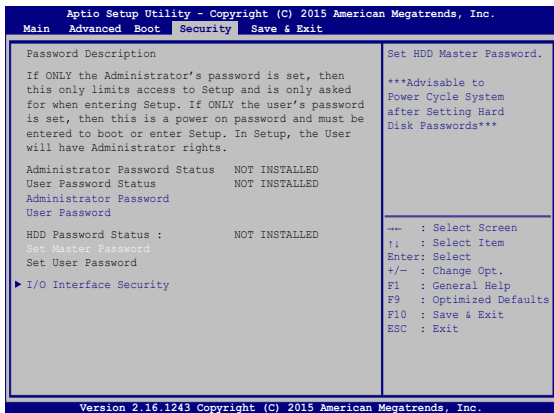 Aptio Setup Utility - Copyright (C) 2015 American Megatrends, Inc.
Main Advanced Boot Security Save & Exit
Password Description
If ONLY the Administrator's password is set, then
this only limits access to Setup and is only asked
for when entering Setup. If ONLY the user's password
is set, then this is a power on password and must be
entered to boot or enter Setup. In Setup, the User
will have Administrator rights.
Administrator Password Status NOT INSTALLED
User Password Status NOT INSTALLED
Administrator Password
User Password
HDD Password Status : NOT INSTALLED
Set Master Password
Set User Password
I/O Interface Security
Set HDD Master Password.
***Advisable to
Power Cycle System
after Setting Hard
Disk Passwords***
→← : Select Screen
↑↓ : Select Item
Enter: Select
+/— : Change Opt.
F1 : General Help
F9 : Optimized Defaults
F10 : Save & Exit
ESC : Exit
Version 2.16.1243 Copyright (C) 2015 American Megatrends, Inc.